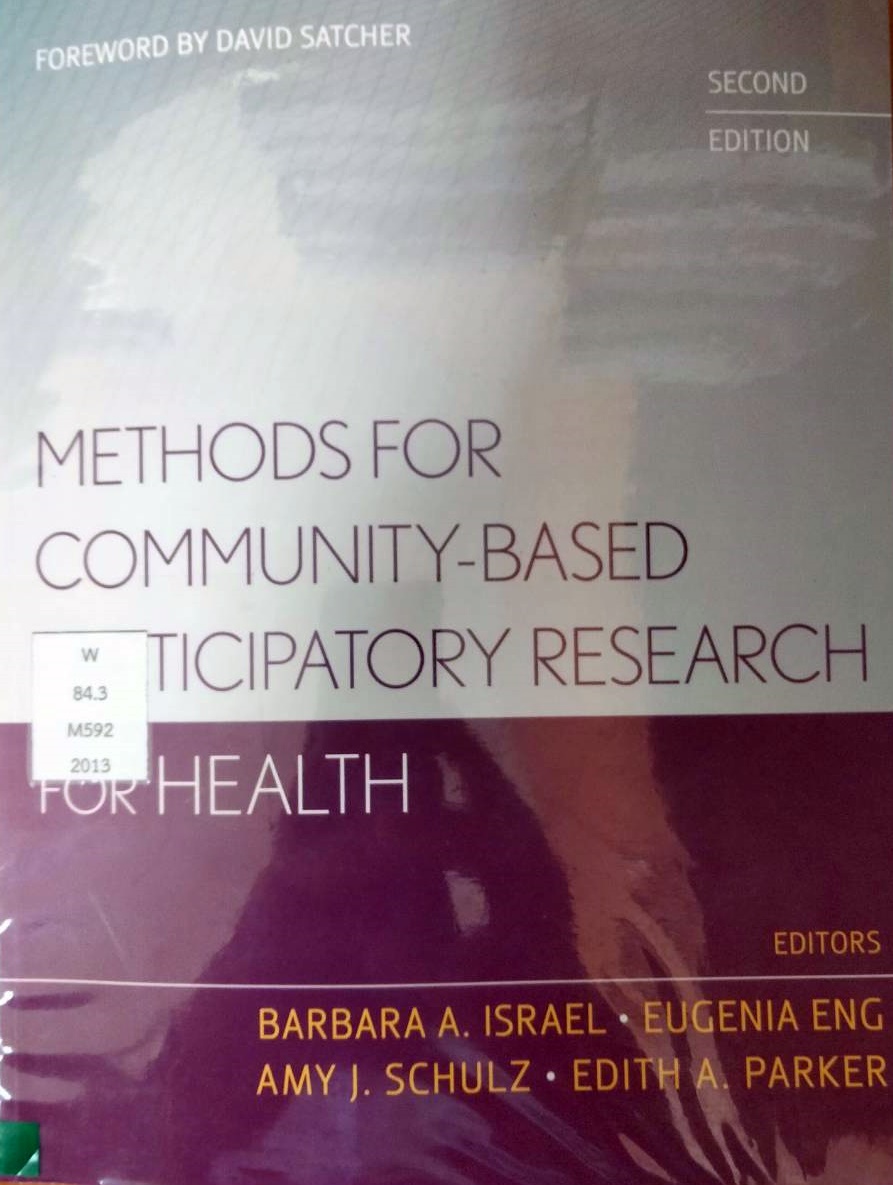 FOREWORD BY DAVID SATCHER
SECOND
EDITION
METHODS FOR
COMMUNITY-BASED
TICIPATORY RESEARCH
W
84.3
M592
2013
FOR HEALTH
EDITORS
BARBARA A. ISRAEL • EUGENIA ENG
AMY J. SCHULZ • EDITH A. PARKER